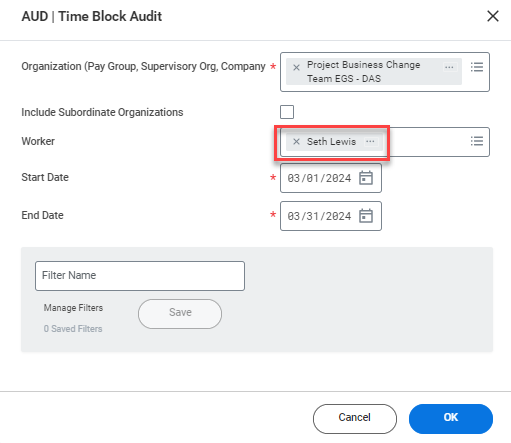 AUD | Time Block Audit
Organization (Pay Group, Supervisory Org, Company
* Project Business Change
Team EGS - DAS
Include Subordinate Organizations
Worker
Seth Lewis
Start Date
* 03/01/2024
End Date
* 03/31/2024
Filter Name
Manage Filters
Save
0 Saved Filters
Cancel
OK